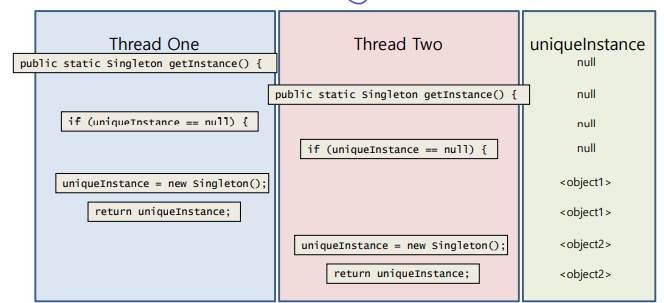 Thread One Thread Two uniqueInstance
public static Singleton getInstance() { null
public static Singleton getInstance() { null
if (uniqueInstance == null) { null
if (uniqueInstance == null) { null
uniqueInstance = new Singleton(); <object1>
return uniqueInstance; <object1>
uniqueInstance = new Singleton(); <object2>
return uniqueInstance; <object2>